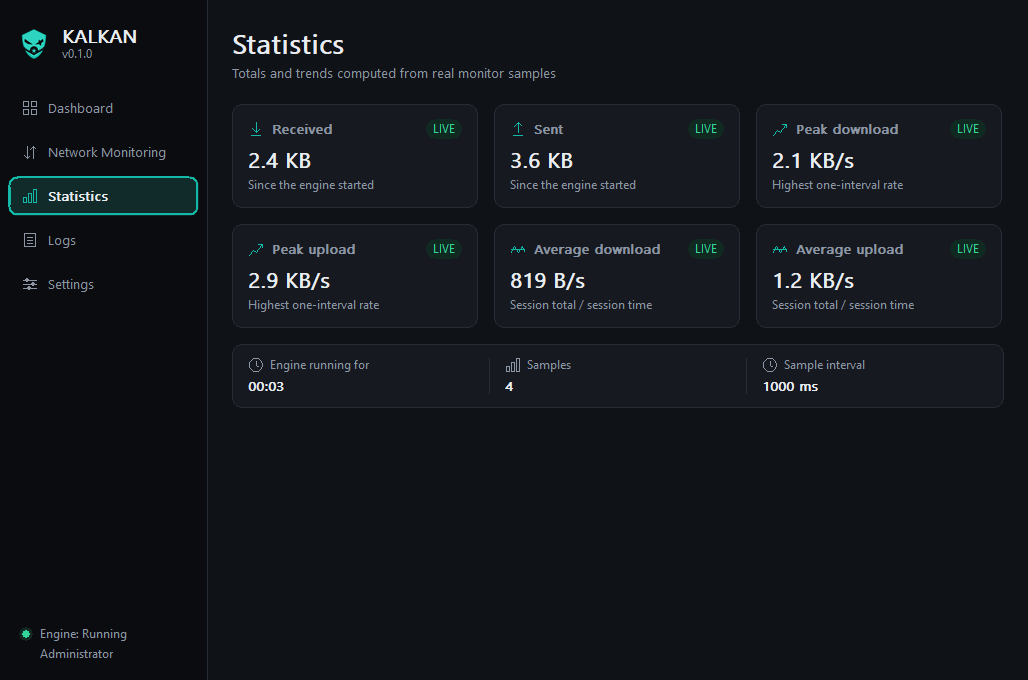 KALKAN
v0.1.0
Dashboard
Network Monitoring
Statistics
Logs
Settings
Engine: Running
Administrator
Statistics
Totals and trends computed from real monitor samples
Received LIVE
2.4 KB
Since the engine started
Sent LIVE
3.6 KB
Since the engine started
Peak download LIVE
2.1 KB/s
Highest one-interval rate
Peak upload LIVE
2.9 KB/s
Highest one-interval rate
Average download LIVE
819 B/s
Session total / session time
Average upload LIVE
1.2 KB/s
Session total / session time
Engine running for
00:03
Samples
4
Sample interval
1000 ms